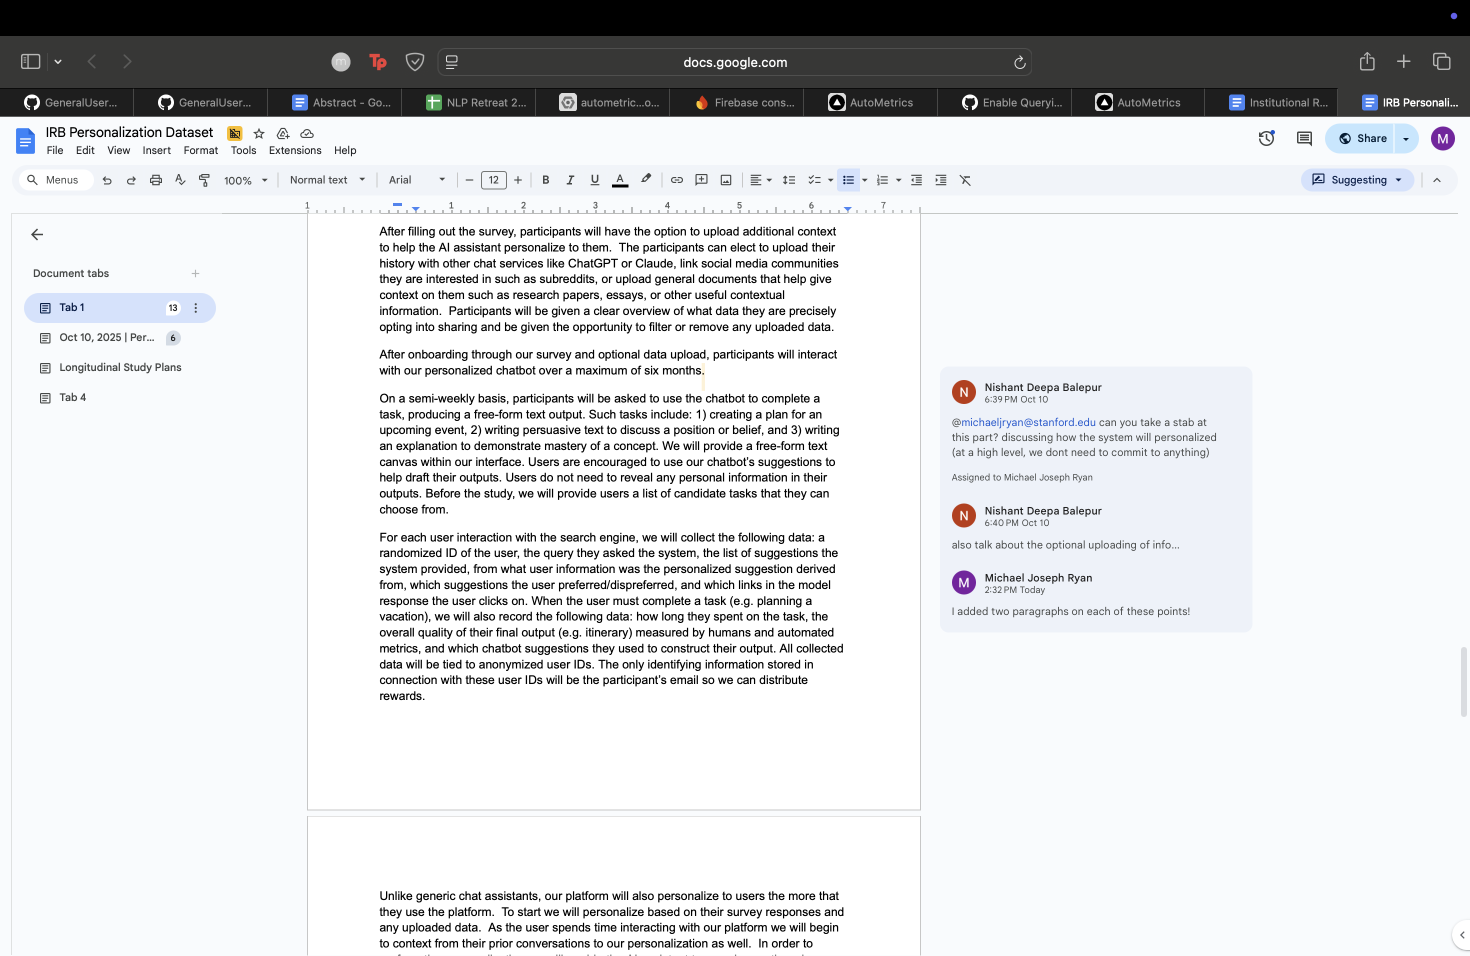 docs.google.com
GeneralUser...
GeneralUser...
Abstract - Go...
NLP Retreat 2...
autometric...o...
Firebase cons...
AutoMetrics
Enable Queryi...
AutoMetrics
Institutional R...
IRB Personali...
IRB Personalization Dataset
File Edit View Insert Format Tools Extensions Help
Share
M
Menus
100%
Normal text
Arial
12
Suggesting
1 1 2 3 4 5 6 7
Document tabs
Tab 1 13
Oct 10, 2025 | Per... 6
Longitudinal Study Plans
Tab 4
After filling out the survey, participants will have the option to upload additional context
to help the AI assistant personalize to them.  The participants can elect to upload their
history with other chat services like ChatGPT or Claude, link social media communities
they are interested in such as subreddits, or upload general documents that help give
context on them such as research papers, essays, or other useful contextual
information.  Participants will be given a clear overview of what data they are precisely
opting into sharing and be given the opportunity to filter or remove any uploaded data.
After onboarding through our survey and optional data upload, participants will interact
with our personalized chatbot over a maximum of six months.
On a semi-weekly basis, participants will be asked to use the chatbot to complete a
task, producing a free-form text output. Such tasks include: 1) creating a plan for an
upcoming event, 2) writing persuasive text to discuss a position or belief, and 3) writing
an explanation to demonstrate mastery of a concept. We will provide a free-form text
canvas within our interface. Users are encouraged to use our chatbot's suggestions to
help draft their outputs. Users do not need to reveal any personal information in their
outputs. Before the study, we will provide users a list of candidate tasks that they can
choose from.
For each user interaction with the search engine, we will collect the following data: a
randomized ID of the user, the query they asked the system, the list of suggestions the
system provided, from what user information was the personalized suggestion derived
from, which suggestions the user preferred/dispreferred, and which links in the model
response the user clicks on. When the user must complete a task (e.g. planning a
vacation), we will also record the following data: how long they spent on the task, the
overall quality of their final output (e.g. itinerary) measured by humans and automated
metrics, and which chatbot suggestions they used to construct their output. All collected
data will be tied to anonymized user IDs. The only identifying information stored in
connection with these user IDs will be the participant's email so we can distribute
rewards.
Unlike generic chat assistants, our platform will also personalize to users the more that
they use the platform.  To start we will personalize based on their survey responses and
any uploaded data.  As the user spends time interacting with our platform we will begin
to context from their prior conversations to our personalization as well.  In order to
N
Nishant Deepa Balepur
6:39 PM Oct 10
@michaeljryan@stanford.edu can you take a stab at
this part? discussing how the system will personalized
(at a high level, we dont need to commit to anything)
Assigned to Michael Joseph Ryan
N
Nishant Deepa Balepur
6:40 PM Oct 10
also talk about the optional uploading of info...
M
Michael Joseph Ryan
2:32 PM Today
I added two paragraphs on each of these points!